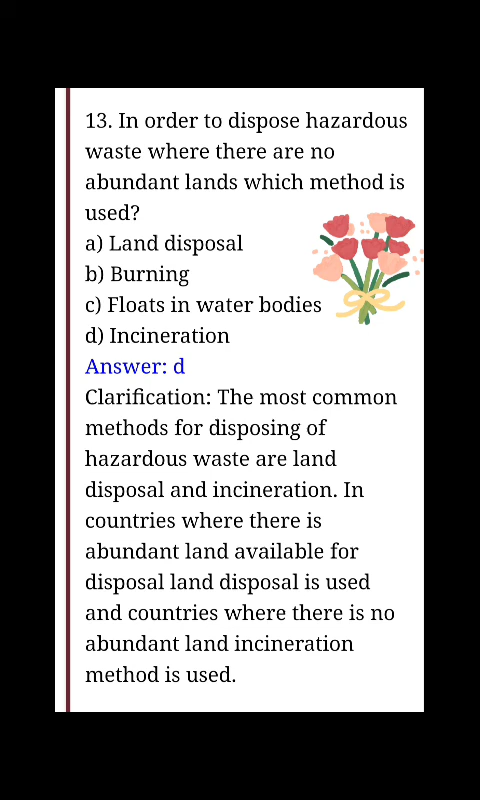 13. In order to dispose hazardous
waste where there are no
abundant lands which method is
used?
a) Land disposal
b) Burning
c) Floats in water bodies
d) Incineration
Answer: d
Clarification: The most common
methods for disposing of
hazardous waste are land
disposal and incineration. In
countries where there is
abundant land available for
disposal land disposal is used
and countries where there is no
abundant land incineration
method is used.